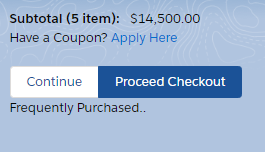 Subtotal (5 item): $14,500.00
Have a Coupon? Apply Here
Continue Proceed Checkout
Frequently Purchased..